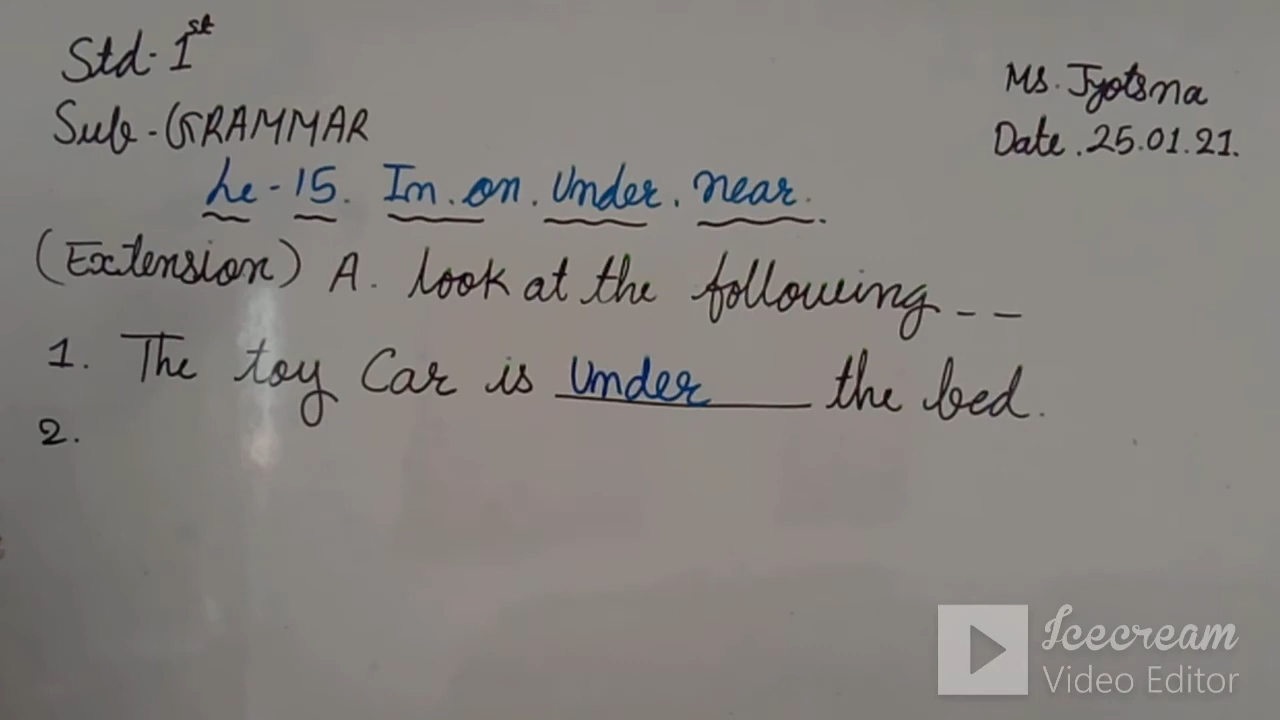 Std- 1st
Sub- GRAMMAR
Ms. Jyotsna
Date. 25.01.21.
Le-15. In. on. Under. near.
(Extension) A. look at the following --
1. The toy Car is Under the bed.
2.
Icecream
Video Editor